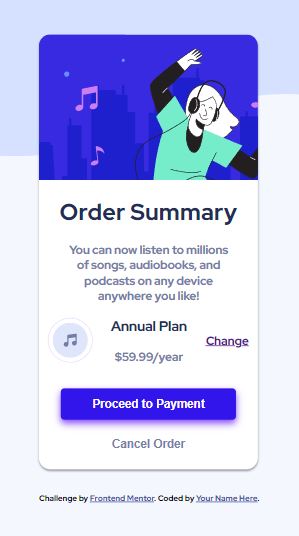 Order Summary
You can now listen to millions
of songs, audiobooks, and
podcasts on any device
anywhere you like!
Annual Plan
Change
$59.99/year
Proceed to Payment
Cancel Order
Challenge by Frontend Mentor. Coded by Your Name Here.